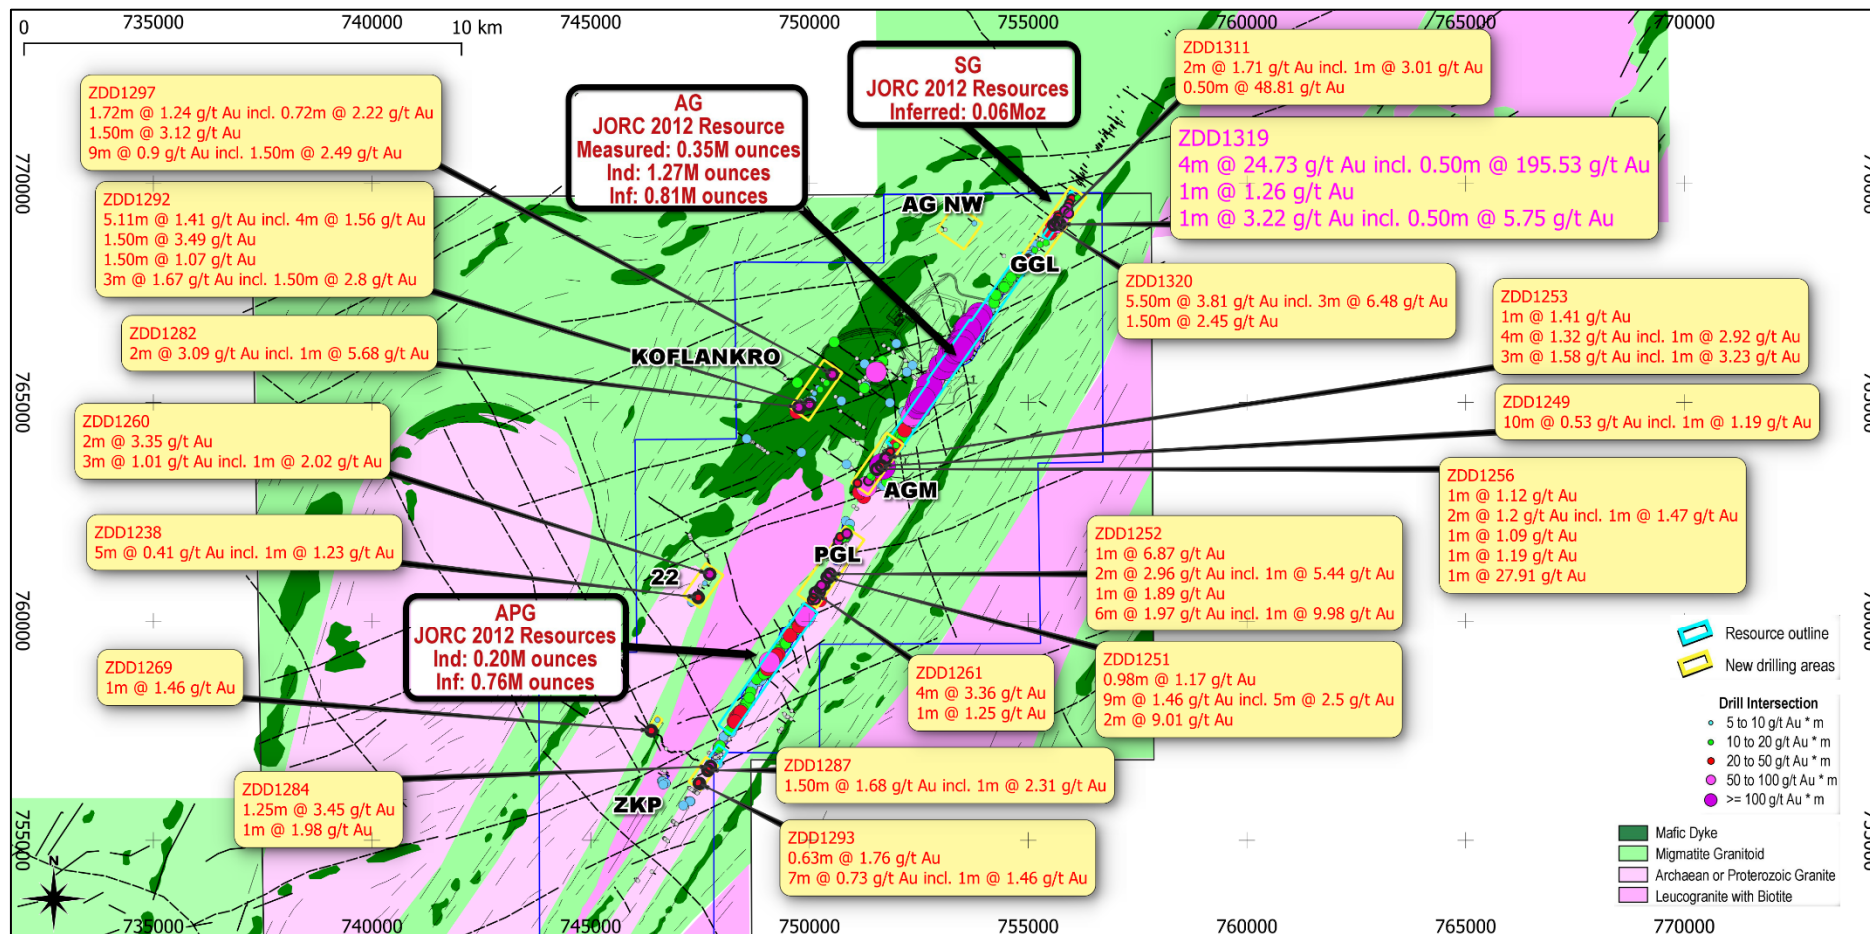 735000
740000
745000
750000
755000
760000
765000
770000
0
10 km
ZDD1297
1.72m @ 1.24 g/t Au incl. 0.72m @ 2.22 g/t Au
1.50m @ 3.12 g/t Au
9m @ 0.9 g/t Au incl. 1.50m @ 2.49 g/t Au
AG
JORC 2012 Resource
Measured: 0.35M ounces
Ind: 1.27M ounces
Inf: 0.81M ounces
SG
JORC 2012 Resources
Inferred: 0.06Moz
ZDD1311
2m @ 1.71 g/t Au incl. 1m @ 3.01 g/t Au
0.50m @ 48.81 g/t Au
ZDD1319
4m @ 24.73 g/t Au incl. 0.50m @ 195.53 g/t Au
1m @ 1.26 g/t Au
1m @ 3.22 g/t Au incl. 0.50m @ 5.75 g/t Au
770000
770000
ZDD1292
5.11m @ 1.41 g/t Au incl. 4m @ 1.56 g/t Au
1.50m @ 3.49 g/t Au
1.50m @ 1.07 g/t Au
3m @ 1.67 g/t Au incl. 1.50m @ 2.8 g/t Au
AG NW
GGL
ZDD1320
5.50m @ 3.81 g/t Au incl. 3m @ 6.48 g/t Au
1.50m @ 2.45 g/t Au
ZDD1253
1m @ 1.41 g/t Au
4m @ 1.32 g/t Au incl. 1m @ 2.92 g/t Au
3m @ 1.58 g/t Au incl. 1m @ 3.23 g/t Au
ZDD1282
2m @ 3.09 g/t Au incl. 1m @ 5.68 g/t Au
KOFLANKRO
765000
765000
ZDD1249
10m @ 0.53 g/t Au incl. 1m @ 1.19 g/t Au
ZDD1260
2m @ 3.35 g/t Au
3m @ 1.01 g/t Au incl. 1m @ 2.02 g/t Au
AGM
ZDD1256
1m @ 1.12 g/t Au
2m @ 1.2 g/t Au incl. 1m @ 1.47 g/t Au
1m @ 1.09 g/t Au
1m @ 1.19 g/t Au
1m @ 27.91 g/t Au
ZDD1238
5m @ 0.41 g/t Au incl. 1m @ 1.23 g/t Au
PGL
22
ZDD1252
1m @ 6.87 g/t Au
2m @ 2.96 g/t Au incl. 1m @ 5.44 g/t Au
1m @ 1.89 g/t Au
6m @ 1.97 g/t Au incl. 1m @ 9.98 g/t Au
760000
760000
APG
JORC 2012 Resources
Ind: 0.20M ounces
Inf: 0.76M ounces
ZDD1269
1m @ 1.46 g/t Au
ZDD1261
4m @ 3.36 g/t Au
1m @ 1.25 g/t Au
ZDD1251
0.98m @ 1.17 g/t Au
9m @ 1.46 g/t Au incl. 5m @ 2.5 g/t Au
2m @ 9.01 g/t Au
Resource outline
New drilling areas
Drill Intersection
5 to 10 g/t Au * m
10 to 20 g/t Au * m
20 to 50 g/t Au * m
50 to 100 g/t Au * m
>= 100 g/t Au * m
ZDD1284
1.25m @ 3.45 g/t Au
1m @ 1.98 g/t Au
ZDD1287
1.50m @ 1.68 g/t Au incl. 1m @ 2.31 g/t Au
ZKP
ZDD1293
0.63m @ 1.76 g/t Au
7m @ 0.73 g/t Au incl. 1m @ 1.46 g/t Au
755000
755000
Mafic Dyke
Migmatite Granitoid
Archaean or Proterozoic Granite
Leucogranite with Biotite
N
735000
740000
745000
750000
755000
760000
765000
770000